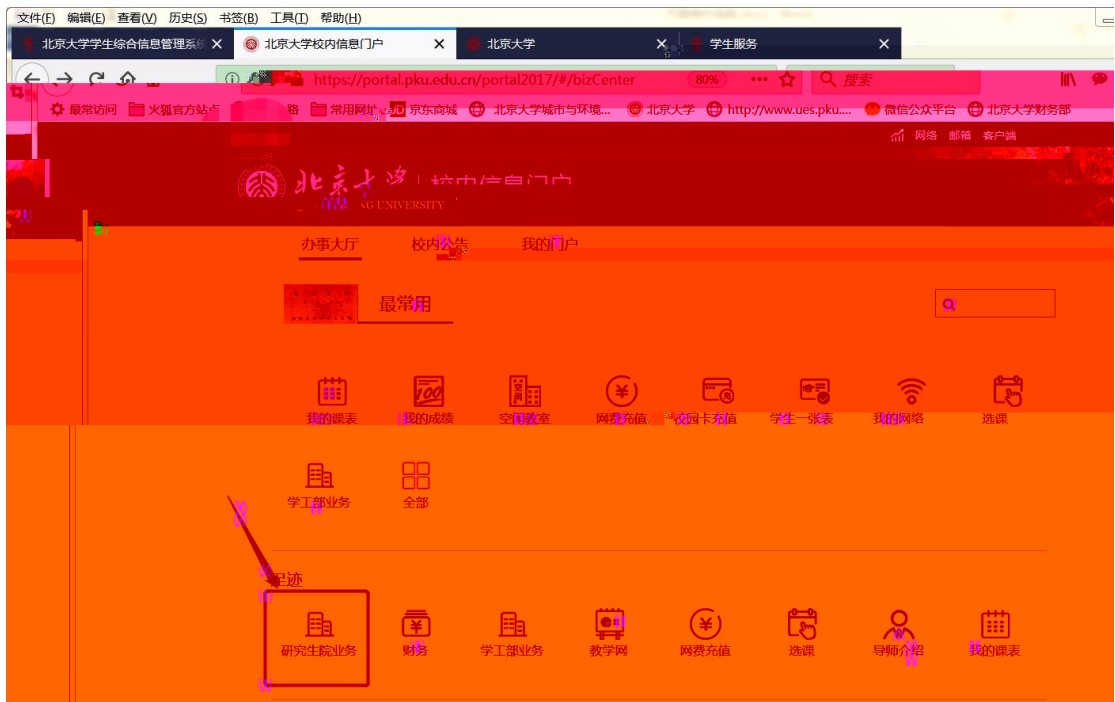 文件(F) 编辑(E) 查看(V) 历史(S) 书签(B) 工具(T) 帮助(H)
北京大学学生综合信息管理系统 北京大学校内信息门户 北京大学 学生服务
https://portal.pku.edu.cn/portal2017/#/bizCenter 80% 搜索
最常访问 火狐官方站点 常用网址 JD 京东商城 北京大学城市与环境... 北京大学 http://www.ues.pku.... 微信公众平台 北京大学财务部
网络 邮箱 客户端
北京大学 校内信息门户
UNIVERSITY
办事大厅 校内公告 我的门户
最常用
我的课表 我的成绩 空闲教室 网费充值 校园卡充值 学生一张表 我的网络 选课
学工部业务 全部
足迹
研究生院业务 财务 学工部业务 教学网 网费充值 选课 导师介绍 我的课表